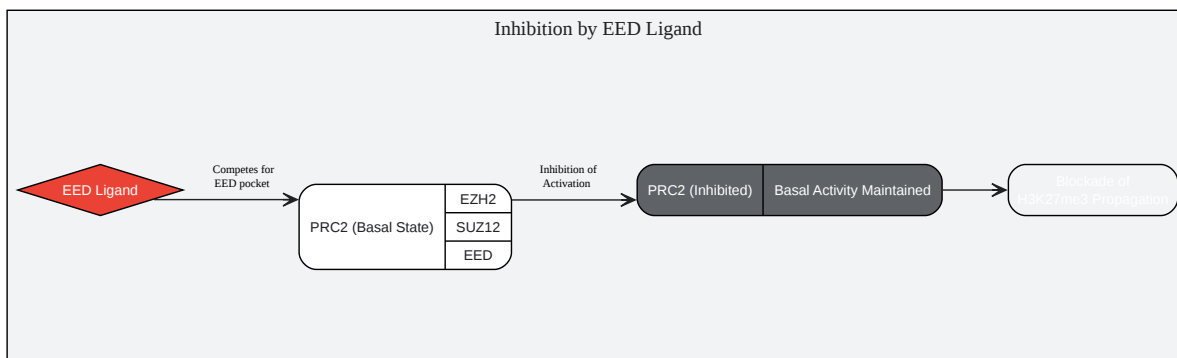 Inhibition by EED Ligand
EED Ligand
Competes for
EED pocket
PRC2 (Basal State)
EZH2
SUZ12
EED
Inhibition of
Activation
PRC2 (Inhibited)
Basal Activity Maintained
Blockade of
H3K27me3 Propagation